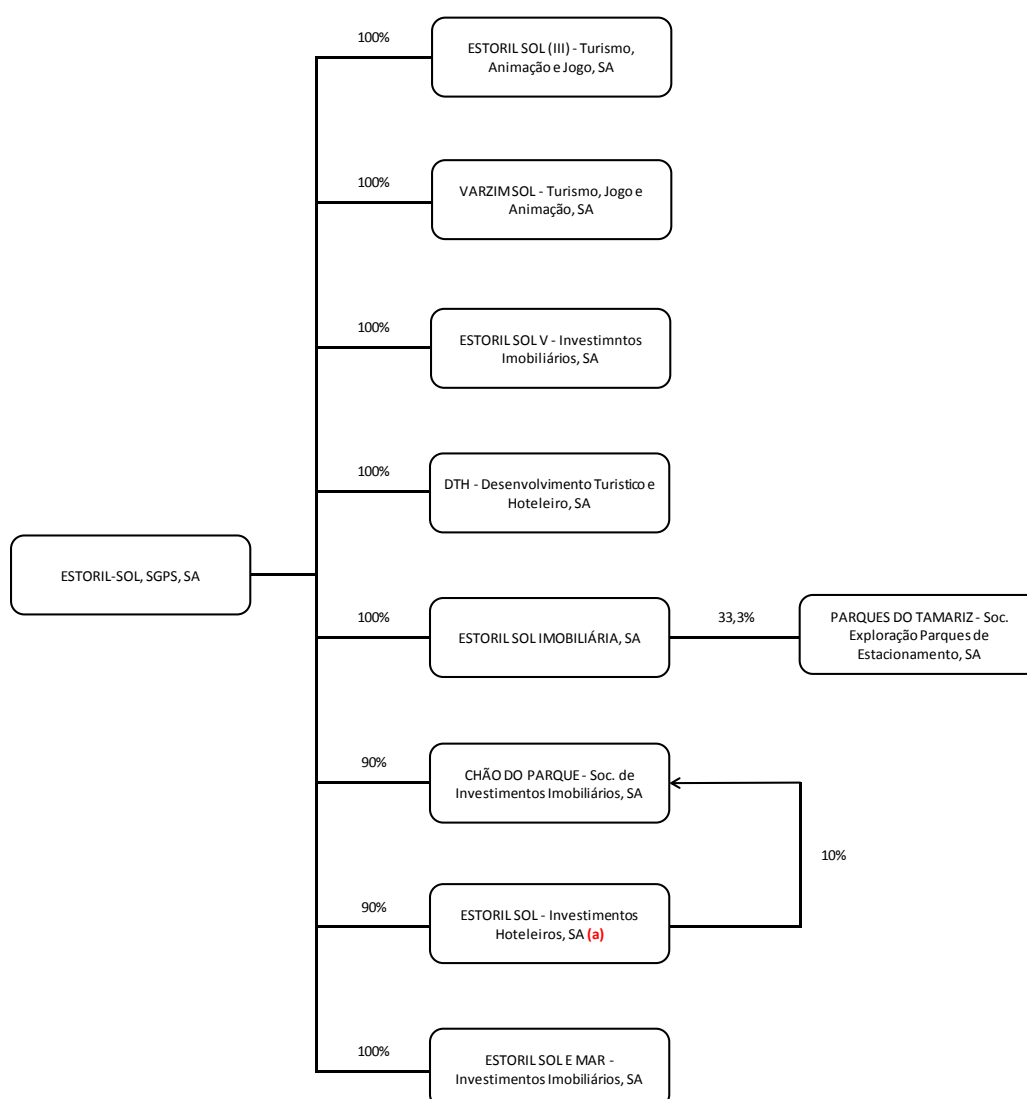 100%
ESTORIL SOL (III) - Turismo,
Animação e Jogo, SA
100%
VARZIM SOL - Turismo, Jogo e
Animação, SA
100%
ESTORIL SOL V - Investimntos
Imobiliários, SA
100%
DTH - Desenvolvimento Turistico e
Hoteleiro, SA
ESTORIL-SOL, SGPS, SA
100%
ESTORIL SOL IMOBILIÁRIA, SA
33,3%
PARQUES DO TAMARIZ - Soc.
Exploração Parques de
Estacionamento, SA
90%
CHÃO DO PARQUE - Soc. de
Investimentos Imobiliários, SA
10%
90%
ESTORIL SOL - Investimentos
Hoteleiros, SA (a)
100%
ESTORIL SOL E MAR -
Investimentos Imobiliários, SA